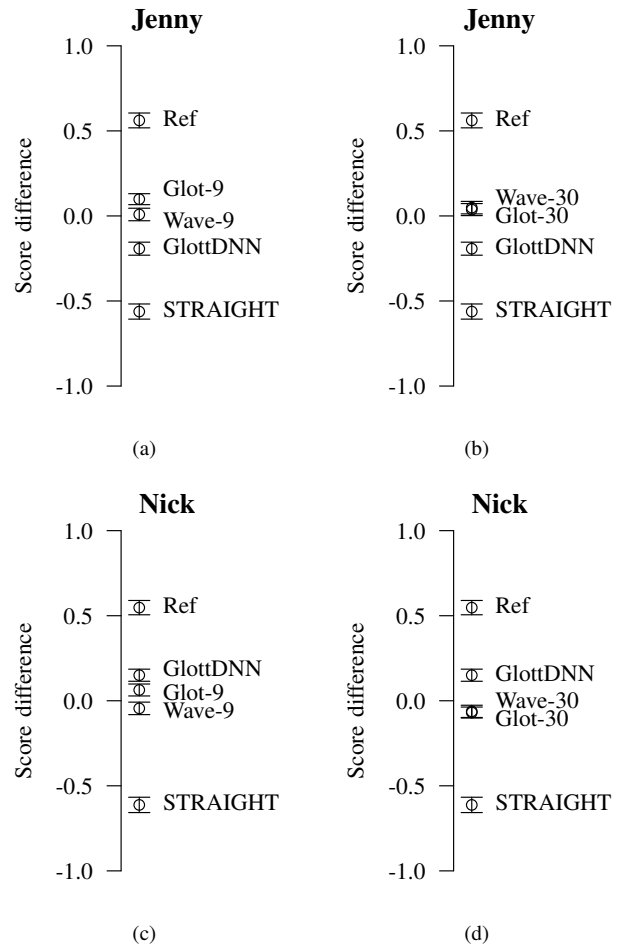 Jenny
1.0
0.5
0.0
-0.5
-1.0
Score difference
Ref
Glot-9
Wave-9
GlottDNN
STRAIGHT
(a)
Jenny
1.0
0.5
0.0
-0.5
-1.0
Score difference
Ref
Wave-30
Glot-30
GlottDNN
STRAIGHT
(b)
Nick
1.0
0.5
0.0
-0.5
-1.0
Score difference
Ref
GlottDNN
Glot-9
Wave-9
STRAIGHT
(c)
Nick
1.0
0.5
0.0
-0.5
-1.0
Score difference
Ref
GlottDNN
Wave-30
Glot-30
STRAIGHT
(d)